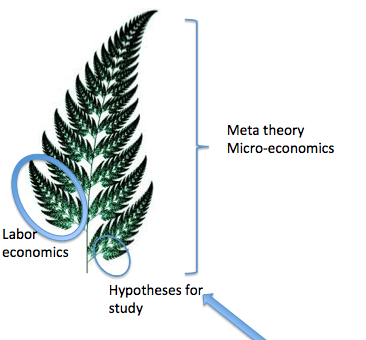 Meta theory
Micro-economics
Labor
economics
Hypotheses for
study